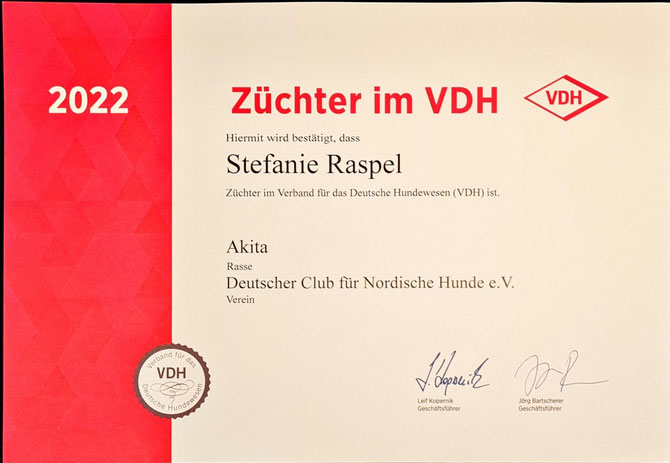 2022
Züchter im VDH
VDH
Hiermit wird bestätigt, dass
Stefanie Raspel
Züchter im Verband für das Deutsche Hundewesen (VDH) ist.
Akita
Rasse
Deutscher Club für Nordische Hunde e.V.
Verein
Verband für das
VDH
Deutsche Hundewesen
Leif Kopernik
Geschäftsführer
Jörg Bartscherer
Geschäftsführer